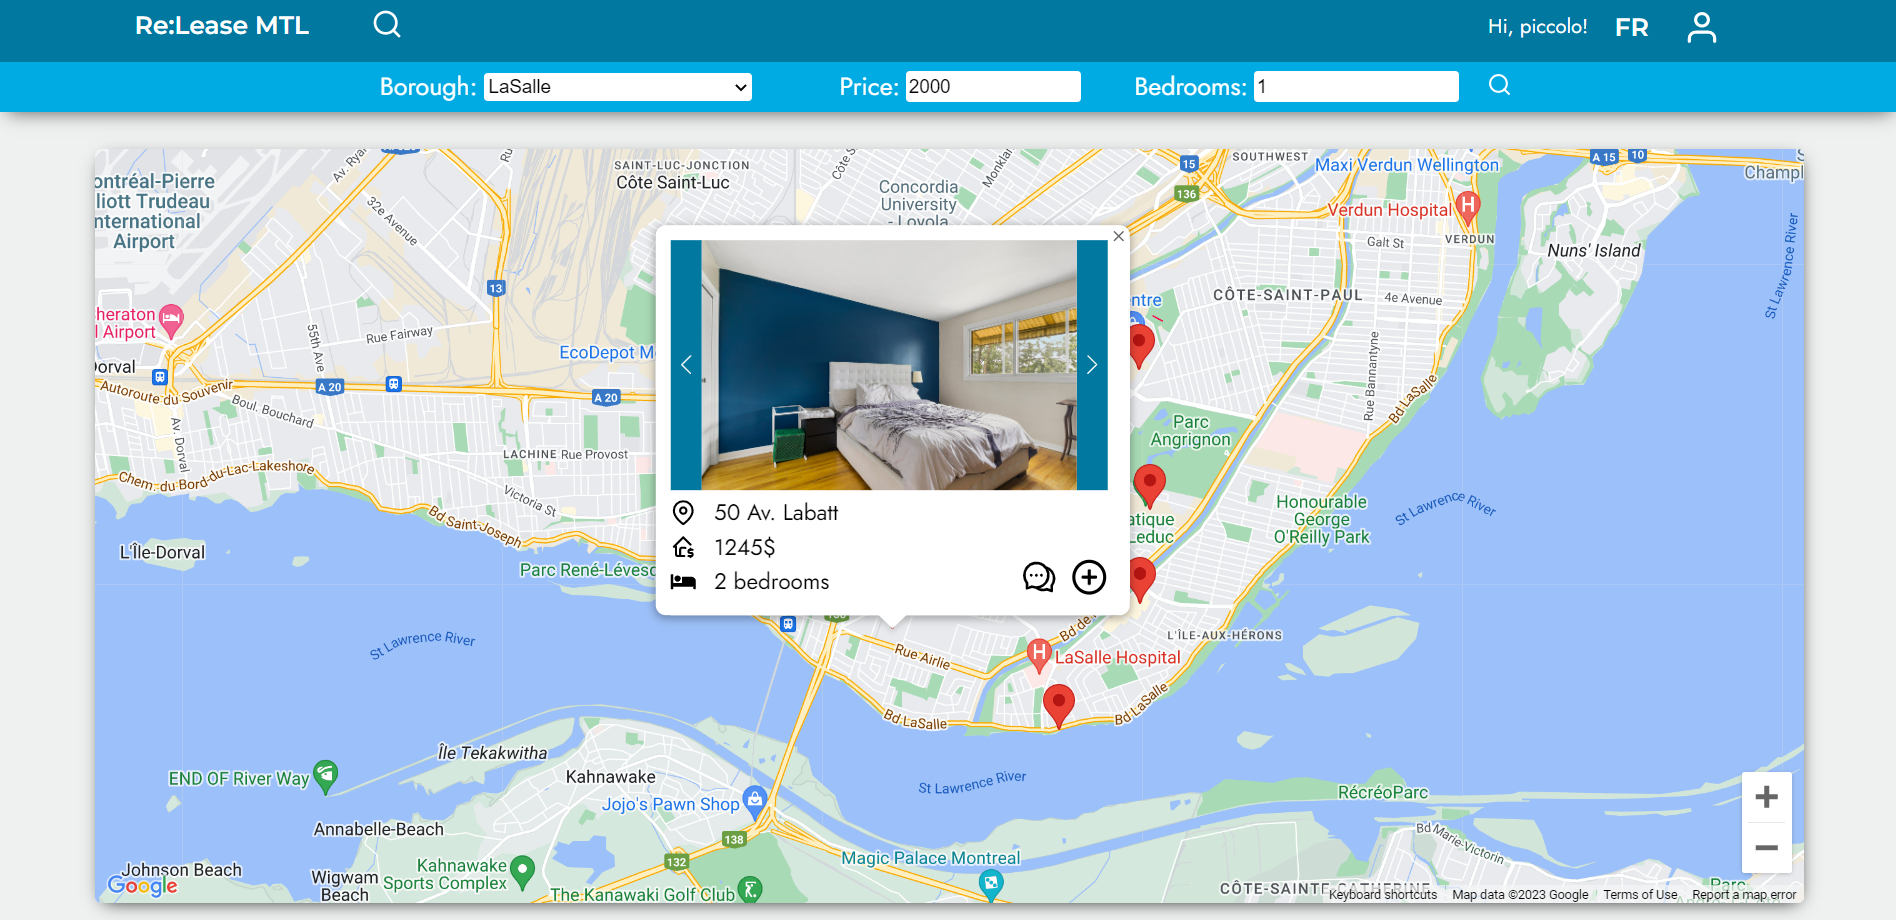 Re:Lease MTL
Hi, piccolo!
FR
Borough:
LaSalle
Price:
2000
Bedrooms:
1
ontréal-Pierre
lliott Trudeau
nternational
Airport
Av. Rya
32e Avenue
SAINT-LUC-JONCTION
Côte Saint-Luc
Côte S
Concordia
University
- Loyola
Monklan
15
136
SOUTHWEST
Maxi Verdun Wellington
A 15
10
Champl
Verdun Hospital
H
VERDUN
Galt St
Nuns' Island
St Lawrence River
13
CÔTE-SAINT-PAUL
4e Avenue
entre
heraton
l Airport
55th Ave
Rue Fairway
EcoDepot M
Dorval
Autoroute du Souvenir
A 20
A 20
Boul. Bouchard
Av. Dorval
Rue Bannantyne
Bd LaSalle
Parc
Angrignon
LACHINE
Rue Provost
Chem. du Bord-du-Lac-Lakeshore
Victoria St
Bd Saint-Joseph
Honourable
George
O'Reilly Park
St Lawrence River
atique
Leduc
50 Av. Labatt
1245$
2 bedrooms
L'Île-Dorval
Parc René-Lévesq
St Lawrence River
138
Bd de
Rue Airlie
H
LaSalle Hospital
L'ÎLE-AUX-HÉRONS
Bd LaSalle
Bd LaSalle
Île Tekakwitha
END OF River Way
Kahnawake
Jojo's Pawn Shop
St Lawrence River
RécréoParc
Annabelle-Beach
138
132
Bd Marie-Victorin
Johnson Beach
Google
Wigwam
Beach
Kahnawake
Sports Complex
The Kanawaki Golf Club
Magic Palace Montreal
CÔTE-SAINTE-CATHERINE
Parc
Keyboard shortcuts
Map data ©2023 Google
Terms of Use
Report a map error